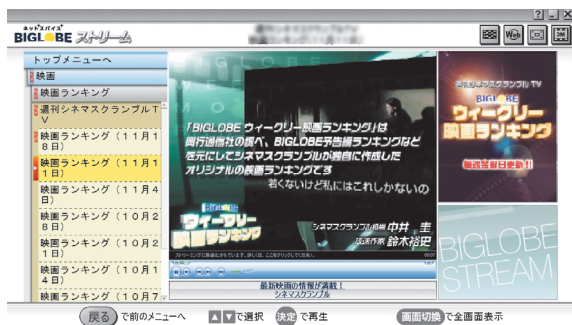 ネットスパイス
BIGLOBE ストリーム
Web
トップメニューへ
映画
映画ランキング
週刊シネマスクランブルT
V
映画ランキング(11月1
8日)
映画ランキング(11月1
1日)
映画ランキング(11月4
日)
映画ランキング(10月2
8日)
映画ランキング(10月2
1日)
映画ランキング(10月1
4日)
映画ランキング(10月7
「BIGLOBE ウィークリー映画ランキング」は
興行通信社の調べ、BIGLOBE予告編ランキングなど
を元にしてシネマスクランブルが独自に作成した
オリジナルの映画ランキングです
若くないけど私にはこれしかないの
シネマスクランブル編集 中井 圭
放送作家 鈴木裕史
BIGLOBE
ウィークリー
映画ランキング
最新映画の情報が満載!
シネマスクランブル
週刊シネマスクランブル TV
BIGLOBE
ウィークリー
映画ランキング
毎週金曜日更新!!
BIGLOBE
STREAM
戻る で前のメニューへ ▲▼で選択 決定 で再生 画面切換 で全画面表示